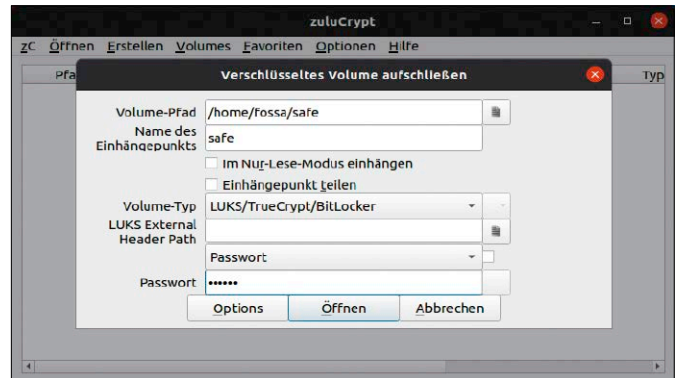 zuluCrypt
zC Öffnen Erstellen Volumes Favoriten Optionen Hilfe
Pfa Verschlüsseltes Volume aufschließen Typ
Volume-Pfad /home/fossa/safe
Name des
Einhängepunkts safe
Im Nur-Lese-Modus einhängen
Einhängepunkt teilen
Volume-Typ LUKS/TrueCrypt/BitLocker
LUKS External
Header Path
Passwort
Passwort ••••••
Options Öffnen Abbrechen